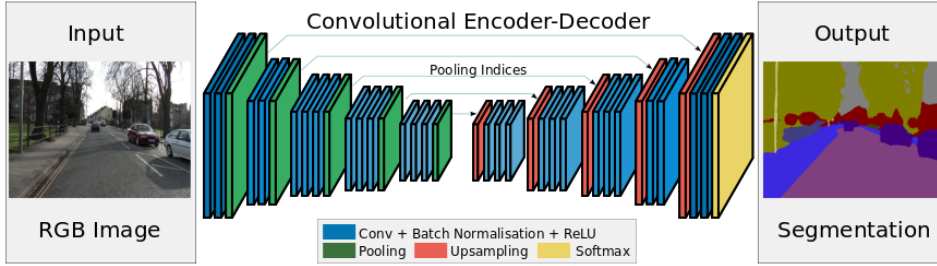 Convolutional Encoder-Decoder
Input
Output
Pooling Indices
RGB Image
Segmentation
Conv + Batch Normalisation + ReLU
Pooling
Upsampling
Softmax